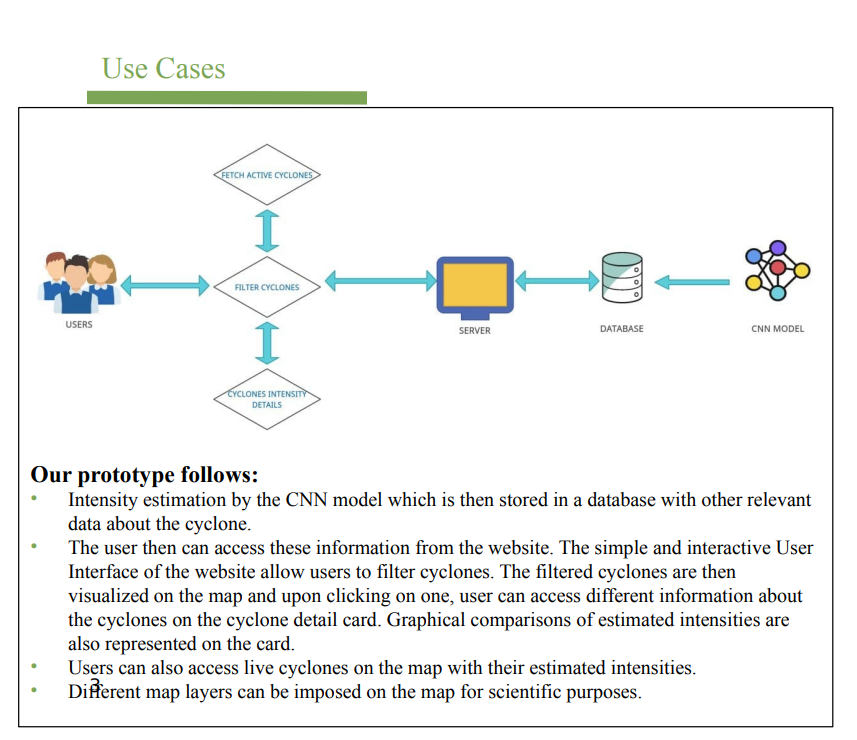 Use Cases
FETCH ACTIVE CYCLONES
FILTER CYCLONES
USERS
SERVER
DATABASE
CNN MODEL
CYCLONES INTENSITY
DETAILS
Our prototype follows:
• Intensity estimation by the CNN model which is then stored in a database with other relevant
data about the cyclone.
• The user then can access these information from the website. The simple and interactive User
Interface of the website allow users to filter cyclones. The filtered cyclones are then
visualized on the map and upon clicking on one, user can access different information about
the cyclones on the cyclone detail card. Graphical comparisons of estimated intensities are
also represented on the card.
• Users can also access live cyclones on the map with their estimated intensities.
• Different map layers can be imposed on the map for scientific purposes.
3